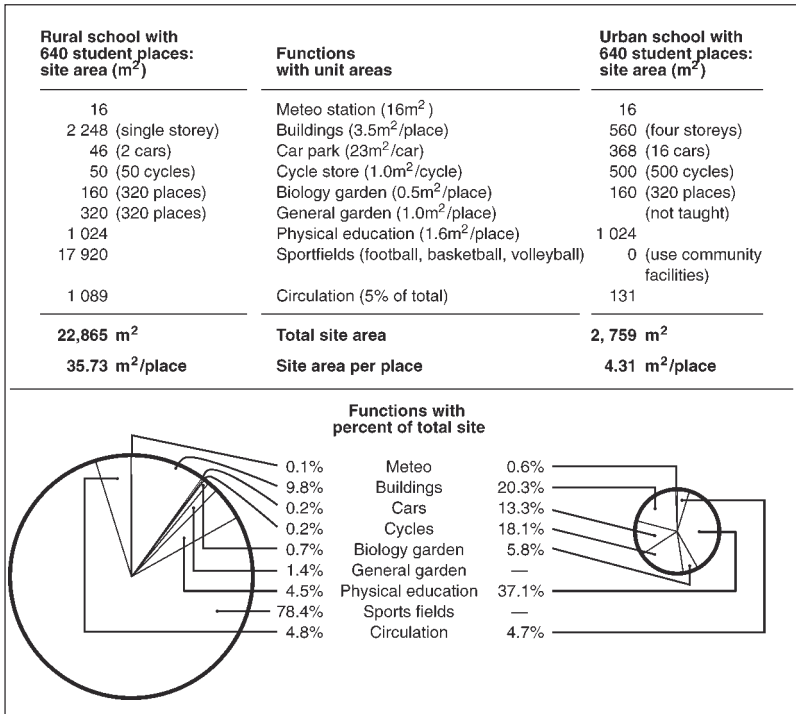 Rural school with
640 student places:
site area (m²)
Functions
with unit areas
Urban school with
640 student places:
site area (m²)
16 Meteo station (16m²) 16
2 248 (single storey) Buildings (3.5m²/place) 560 (four storeys)
46 (2 cars) Car park (23m²/car) 368 (16 cars)
50 (50 cycles) Cycle store (1.0m²/cycle) 500 (500 cycles)
160 (320 places) Biology garden (0.5m²/place) 160 (320 places)
320 (320 places) General garden (1.0m²/place) (not taught)
1 024 Physical education (1.6m²/place) 1 024
17 920 Sportfields (football, basketball, volleyball) 0 (use community
facilities)
1 089 Circulation (5% of total) 131
22,865 m² Total site area 2, 759 m²
35.73 m²/place Site area per place 4.31 m²/place
Functions with
percent of total site
0.1% Meteo 0.6%
9.8% Buildings 20.3%
0.2% Cars 13.3%
0.2% Cycles 18.1%
0.7% Biology garden 5.8%
1.4% General garden —
4.5% Physical education 37.1%
78.4% Sports fields —
4.8% Circulation 4.7%